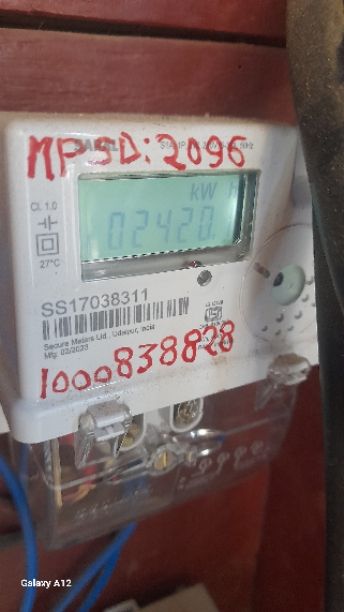 MPSD: 2096
kW h
02420.
Cl. 1.0
27°C
SS17038311
Secure Meters Ltd., Udaipur, India
Mfg. 02/2023
1000838828
Galaxy A12